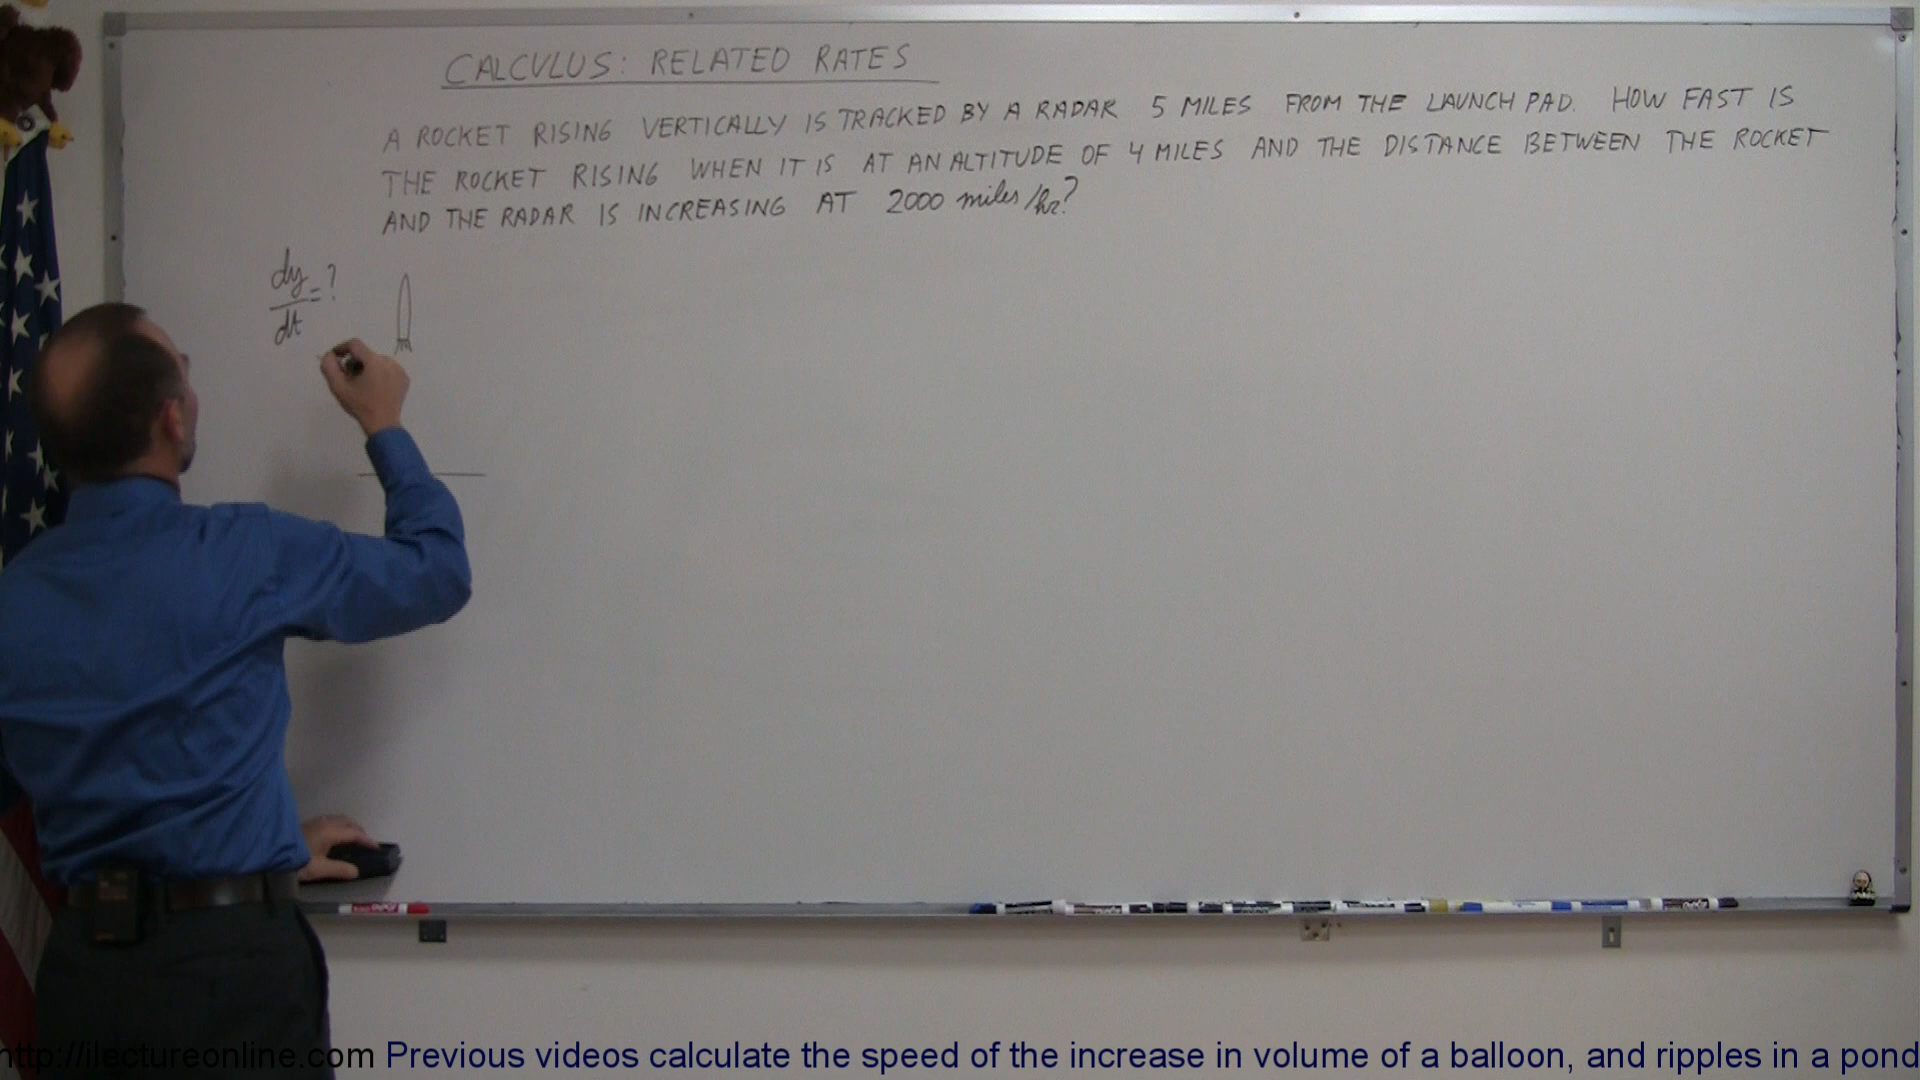 CALCULUS: RELATED RATES
A ROCKET RISING VERTICALLY IS TRACKED BY A RADAR 5 MILES FROM THE LAUNCH PAD. HOW FAST IS
THE ROCKET RISING WHEN IT IS AT AN ALTITUDE OF 4 MILES AND THE DISTANCE BETWEEN THE ROCKET
AND THE RADAR IS INCREASING AT 2000 miles/hr?
dy/dt = ?
http://ilectureonline.com Previous videos calculate the speed of the increase in volume of a balloon, and ripples in a pond